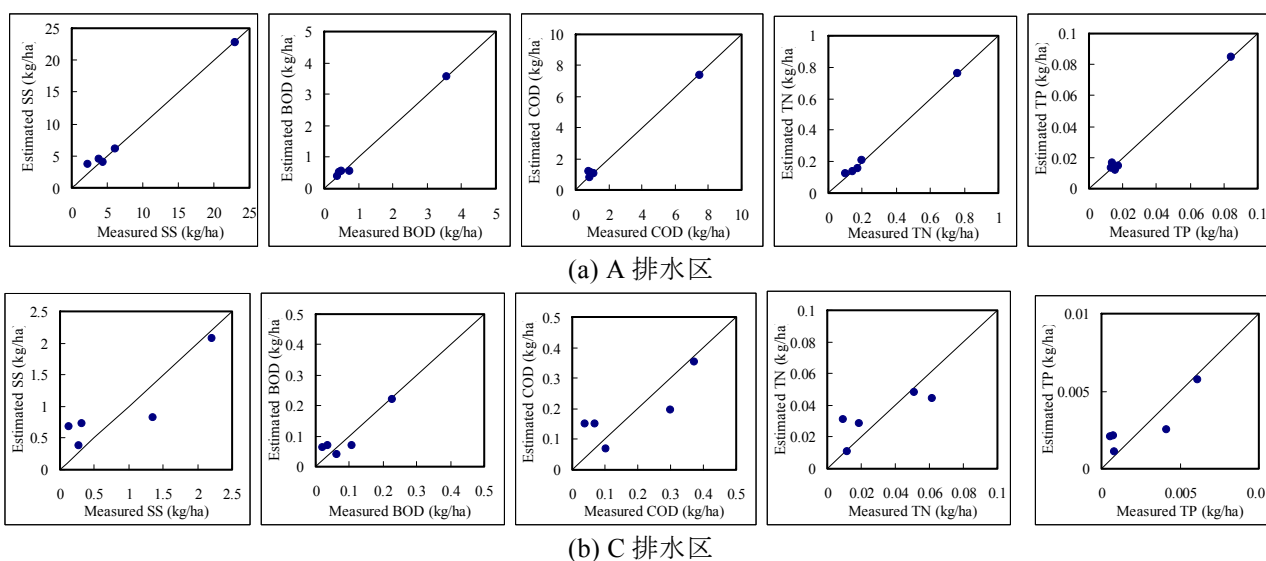 Estimated SS (kg/ha)
25
20
15
10
5
0
0 5 10 15 20 25
Measured SS (kg/ha)
Estimated BOD (kg/ha)
5
4
3
2
1
0
0 1 2 3 4 5
Measured BOD (kg/ha)
Estimated COD (kg/ha)
10
8
6
4
2
0
0 2 4 6 8 10
Measured COD (kg/ha)
Estimated TN (kg/ha
1
0.8
0.6
0.4
0.2
0
0 0.2 0.4 0.6 0.8 1
Measured TN (kg/ha)
Estimated TP (kg/ha)
0.1
0.08
0.06
0.04
0.02
0
0 0.02 0.04 0.06 0.08 0.1
Measured TP (kg/ha)
(a) A 排水区
Estimated SS (kg/ha)
2.5
2
1.5
1
0.5
0
0 0.5 1 1.5 2 2.5
Measured SS (kg/ha)
Estimated BOD (kg/ha
0.5
0.4
0.3
0.2
0.1
0
0 0.1 0.2 0.3 0.4 0.5
Measured BOD (kg/ha)
Estimated COD (kg/ha)
0.5
0.4
0.3
0.2
0.1
0
0 0.1 0.2 0.3 0.4 0.5
Measured COD (kg/ha)
Estimated TN (kg/ha
0.1
0.08
0.06
0.04
0.02
0
0 0.02 0.04 0.06 0.08 0.1
Measured TN (kg/ha)
Estimated TP (kg/ha)
0.01
0.005
0
0 0.005 0.0
Measured TP (kg/ha)
(b) C 排水区